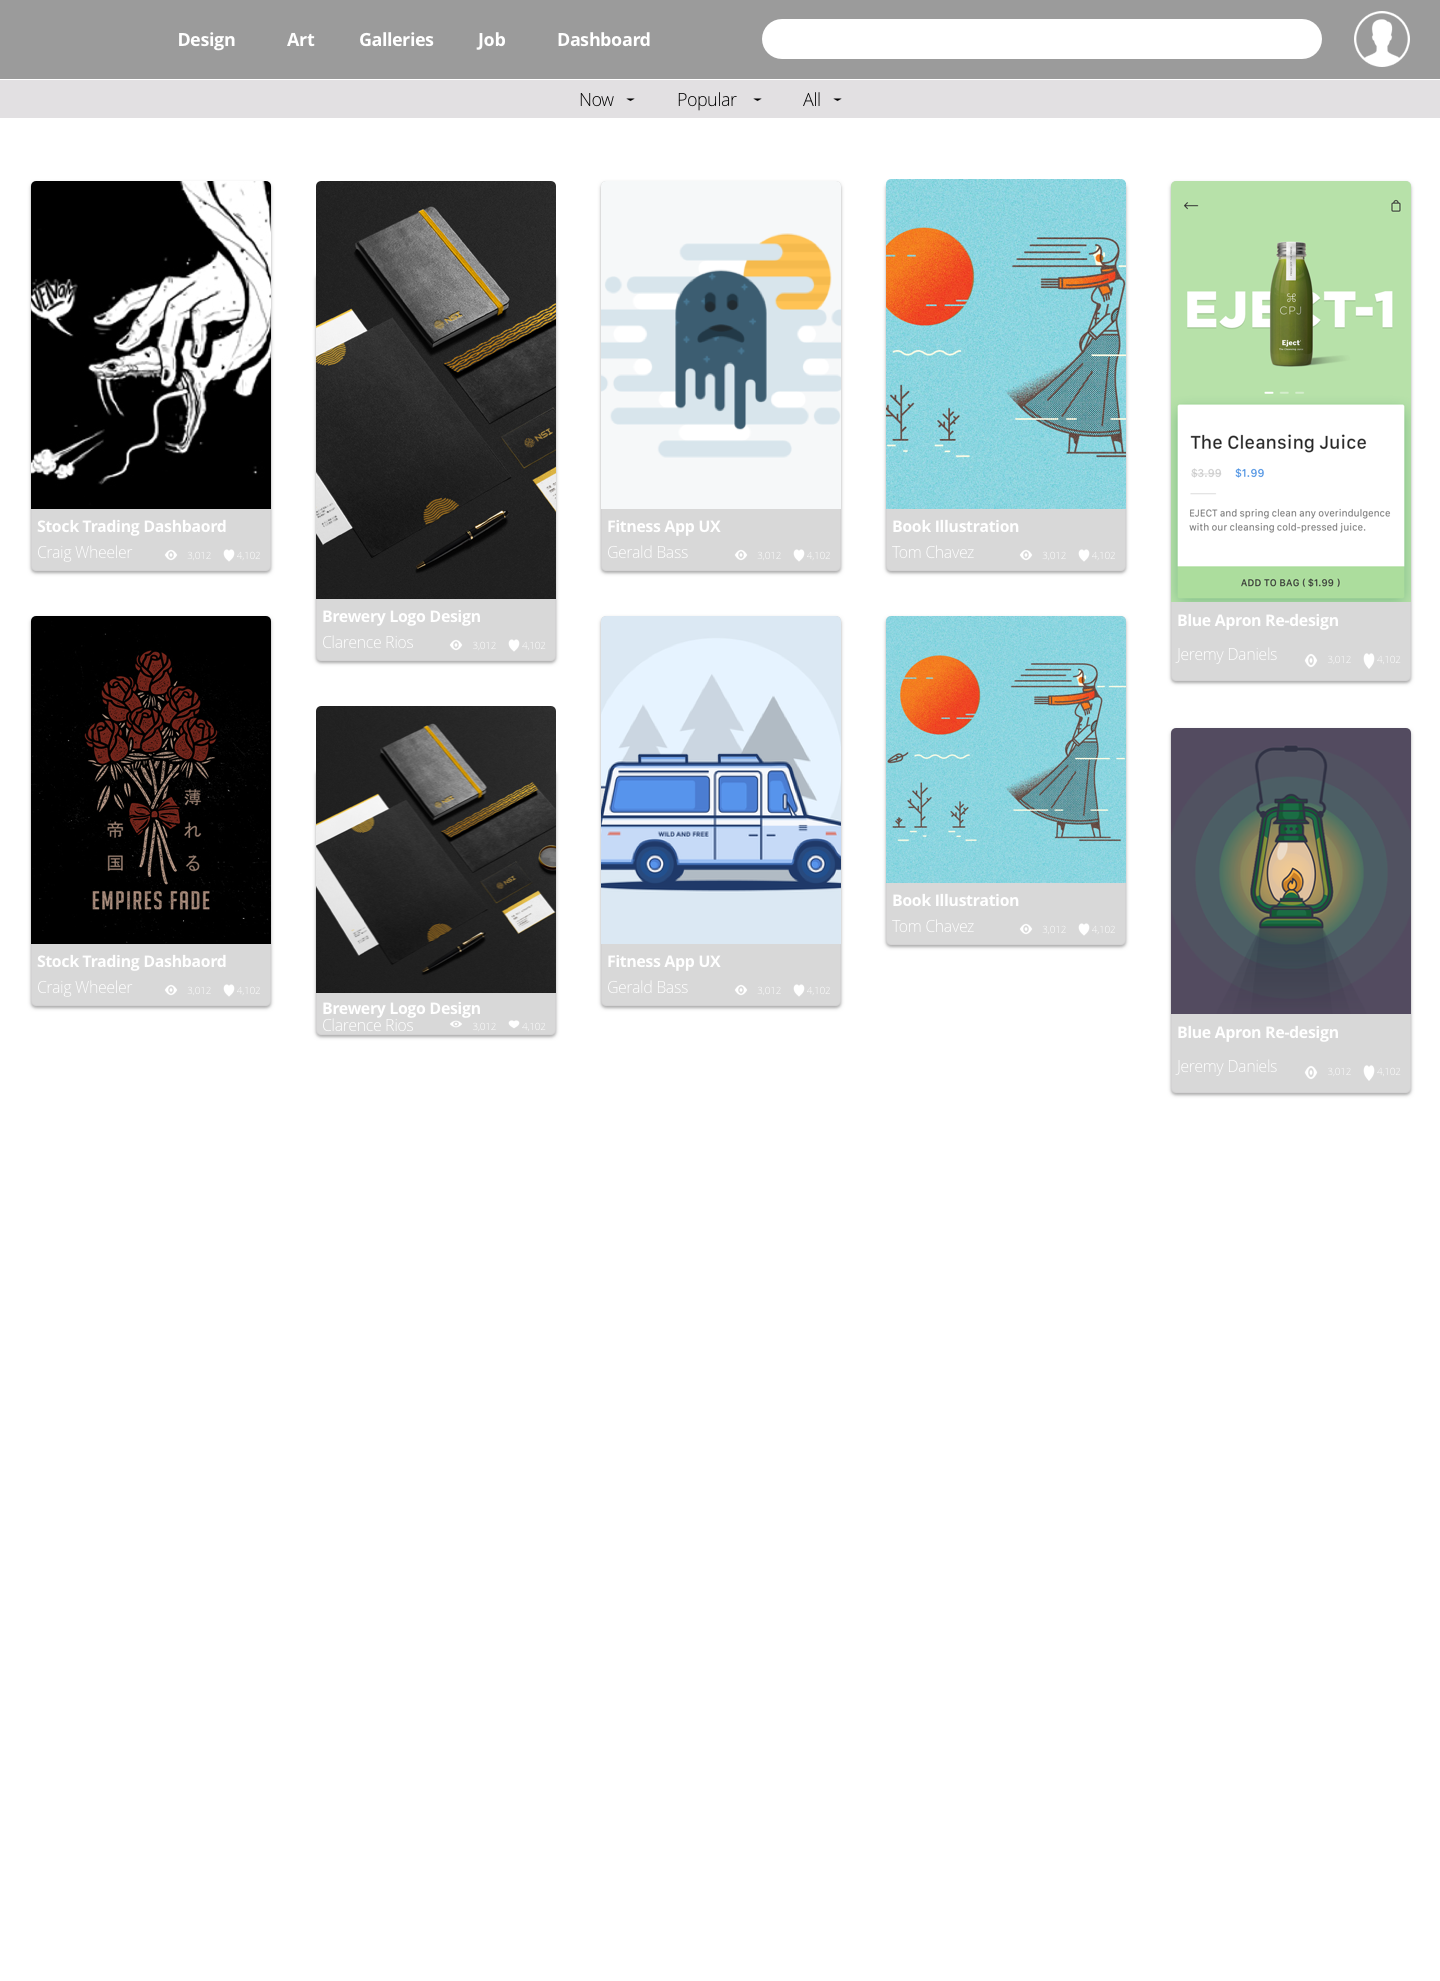 Design Art Galleries Job Dashboard
Now Popular All
Stock Trading Dashbaord
Craig Wheeler 3,012 4,102
NSI
NSI
Brewery Logo Design
Clarence Rios 3,012 4,102
Fitness App UX
Gerald Bass 3,012 4,102
Book Illustration
Tom Chavez 3,012 4,102
EJECT-1
CPJ
Eject
The Cleansing Juice
$3.99 $1.99
EJECT and spring clean any overindulgence
with our cleansing cold-pressed juice.
ADD TO BAG ( $1.99 )
Blue Apron Re-design
Jeremy Daniels 3,012 4,102
薄れる
帝国
EMPIRES FADE
Stock Trading Dashbaord
Craig Wheeler 3,012 4,102
NSI
NSI
Brewery Logo Design
Clarence Rios 3,012 4,102
WILD AND FREE
Fitness App UX
Gerald Bass 3,012 4,102
Book Illustration
Tom Chavez 3,012 4,102
Blue Apron Re-design
Jeremy Daniels 3,012 4,102